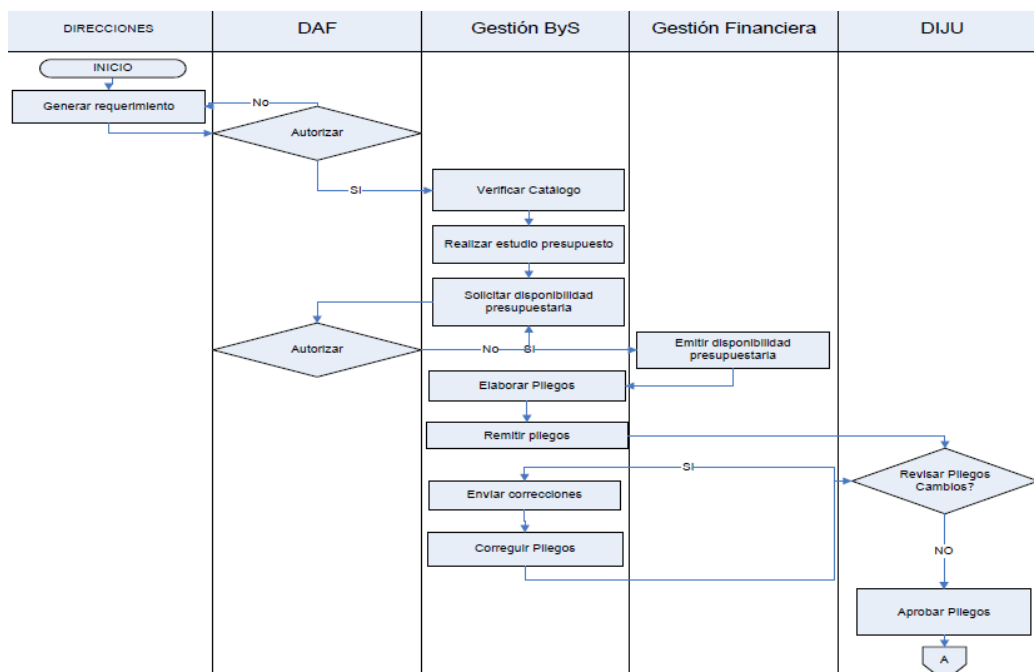 DIRECCIONES
DAF
Gestión ByS
Gestión Financiera
DIJU
INICIO
Generar requerimiento
No
Autorizar
SI
Verificar Catálogo
Realizar estudio presupuesto
Solicitar disponibilidad
presupuestaria
Autorizar
No
SI
Emitir disponibilidad
presupuestaria
Elaborar Pliegos
Remitir pliegos
SI
Revisar Pliegos
Cambios?
Enviar correcciones
Correguir Pliegos
NO
Aprobar Pliegos
A